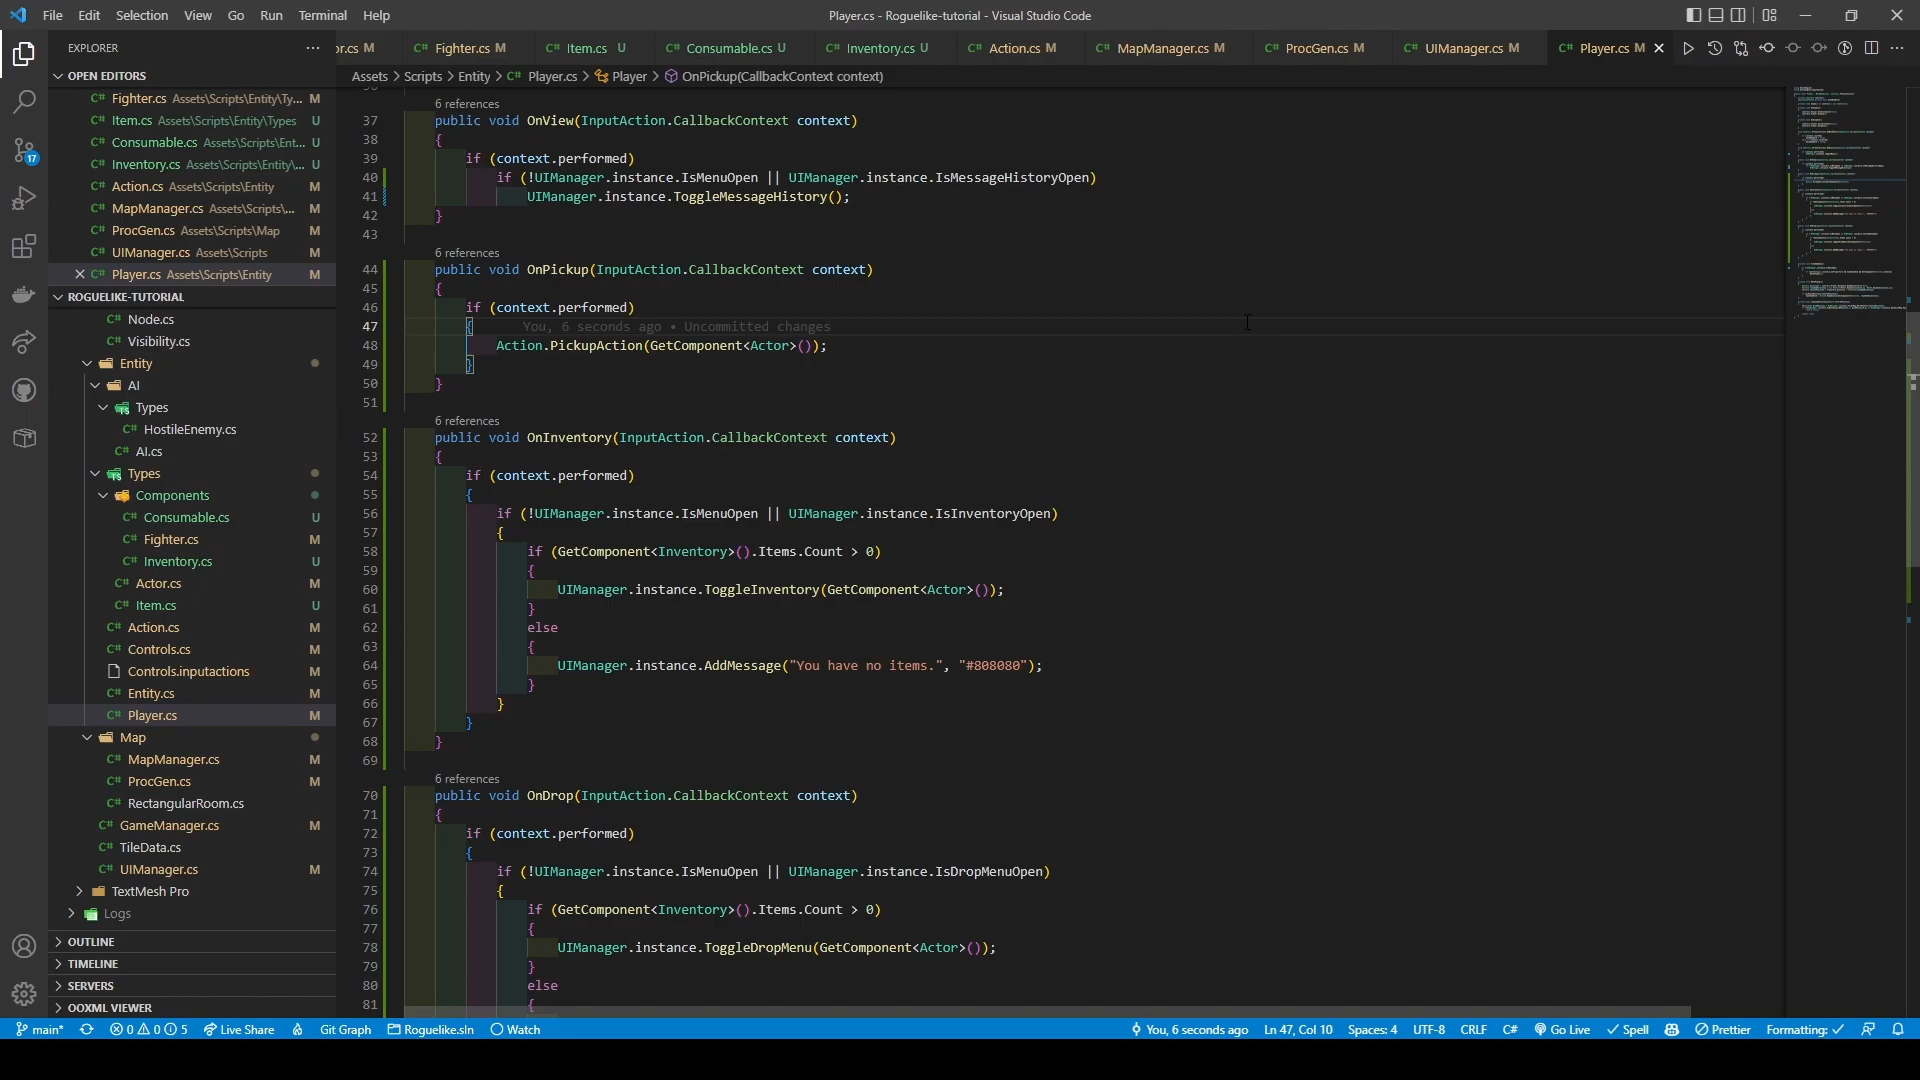 File Edit Selection View Go Run Terminal Help
Player.cs - Roguelike-tutorial - Visual Studio Code
EXPLORER
or.cs M
Fighter.cs M
Item.cs U
Consumable.cs U
Inventory.cs U
Action.cs M
MapManager.cs M
ProcGen.cs M
UIManager.cs M
Player.cs M
Assets > Scripts > Entity > Player.cs > Player > OnPickup(CallbackContext context)
OPEN EDITORS
Fighter.cs Assets\Scripts\Entity\Ty... M
Item.cs Assets\Scripts\Entity\Types U
Consumable.cs Assets\Scripts\Ent... U
Inventory.cs Assets\Scripts\Entity\... U
Action.cs Assets\Scripts\Entity M
MapManager.cs Assets\Scripts\... M
ProcGen.cs Assets\Scripts\Map M
UIManager.cs Assets\Scripts M
Player.cs Assets\Scripts\Entity M
17
ROGUELIKE-TUTORIAL
Node.cs
Visibility.cs
Entity
AI
Types
HostileEnemy.cs
AI.cs
Types
Components
Consumable.cs U
Fighter.cs M
Inventory.cs U
Actor.cs M
Item.cs U
Action.cs M
Controls.cs M
Controls.inputactions M
Entity.cs M
Player.cs M
Map
MapManager.cs M
ProcGen.cs M
RectangularRoom.cs
GameManager.cs M
TileData.cs
UIManager.cs M
TextMesh Pro
Logs
OUTLINE
TIMELINE
SERVERS
OOXML VIEWER
6 references
37 public void OnView(InputAction.CallbackContext context)
38 {
39 if (context.performed)
40 if (!UIManager.instance.IsMenuOpen || UIManager.instance.IsMessageHistoryOpen)
41 UIManager.instance.ToggleMessageHistory();
42 }
43
6 references
44 public void OnPickup(InputAction.CallbackContext context)
45 {
46 if (context.performed)
47 { You, 6 seconds ago • Uncommitted changes
48 Action.PickupAction(GetComponent<Actor>());
49 }
50 }
51
6 references
52 public void OnInventory(InputAction.CallbackContext context)
53 {
54 if (context.performed)
55 {
56 if (!UIManager.instance.IsMenuOpen || UIManager.instance.IsInventoryOpen)
57 {
58 if (GetComponent<Inventory>().Items.Count > 0)
59 {
60 UIManager.instance.ToggleInventory(GetComponent<Actor>());
61 }
62 else
63 {
64 UIManager.instance.AddMessage("You have no items.", "#808080");
65 }
66 }
67 }
68 }
69
6 references
70 public void OnDrop(InputAction.CallbackContext context)
71 {
72 if (context.performed)
73 {
74 if (!UIManager.instance.IsMenuOpen || UIManager.instance.IsDropMenuOpen)
75 {
76 if (GetComponent<Inventory>().Items.Count > 0)
77 {
78 UIManager.instance.ToggleDropMenu(GetComponent<Actor>());
79 }
80 else
81 {
main* 0 0 5 Live Share Git Graph Roguelike.sln Watch
You, 6 seconds ago Ln 47, Col 10 Spaces: 4 UTF-8 CRLF C# Go Live Spell Prettier Formatting: ✓